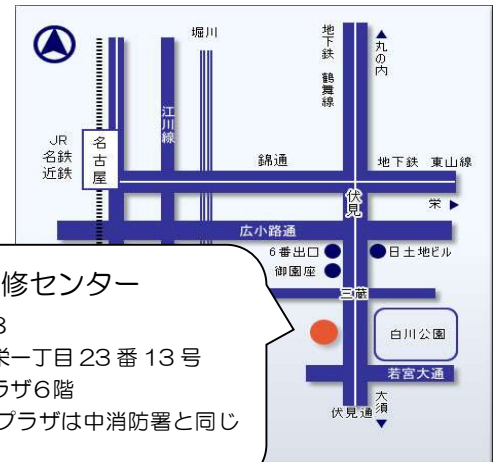 堀川
地下鉄 鶴舞線
丸の内
江川線
JR
名鉄
近鉄
名古屋
錦通
地下鉄 東山線
伏見
栄
広小路通
6番出口
日土地ビル
御園座
三蔵
白川公園
若宮大通
伏見通
大須
修センター
栄一丁目23番13号
ラザ6階
プラザは中消防署と同じ